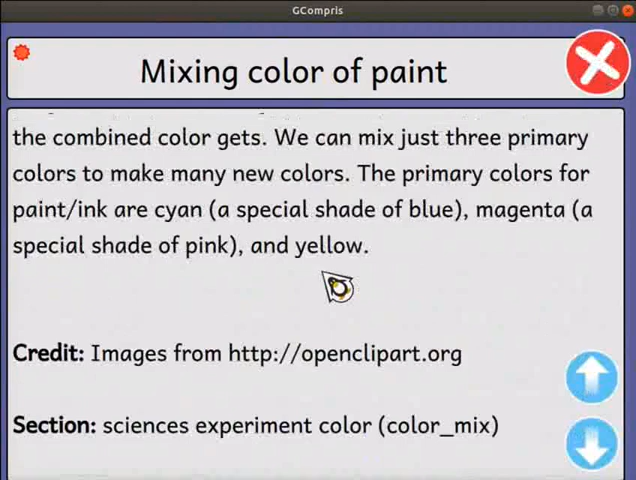 GCompris
Mixing color of paint
the combined color gets. We can mix just three primary
colors to make many new colors. The primary colors for
paint/ink are cyan (a special shade of blue), magenta (a
special shade of pink), and yellow.
Credit: Images from http://openclipart.org
Section: sciences experiment color (color_mix)